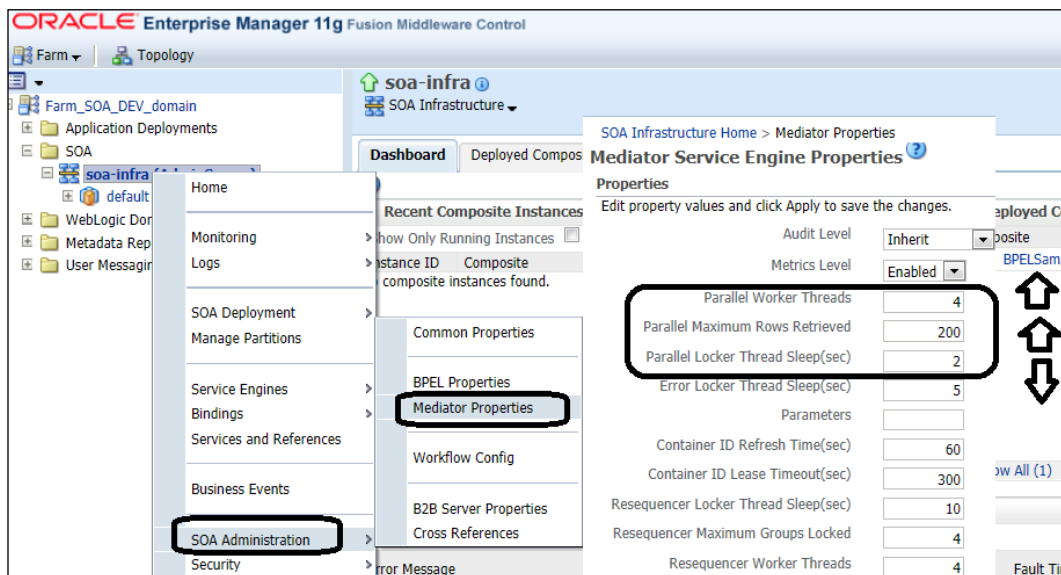 ORACLE Enterprise Manager 11g Fusion Middleware Control
Farm
Topology
Farm_SOA_DEV_domain
Application Deployments
SOA
soa-infra
default
WebLogic Dor
Metadata Rep
User Messagin
soa-infra
SOA Infrastructure
Dashboard
Deployed Compos
Recent Composite Instances
how Only Running Instances
nstance ID Composite
composite instances found.
Home
Monitoring
Logs
SOA Deployment
Manage Partitions
Service Engines
Bindings
Services and References
Business Events
SOA Administration
Security
Common Properties
BPEL Properties
Mediator Properties
Workflow Config
B2B Server Properties
Cross References
rror Message
SOA Infrastructure Home > Mediator Properties
Mediator Service Engine Properties
Properties
Edit property values and click Apply to save the changes.
Audit Level Inherit
Metrics Level Enabled
Parallel Worker Threads 4
Parallel Maximum Rows Retrieved 200
Parallel Locker Thread Sleep(sec) 2
Error Locker Thread Sleep(sec) 5
Parameters
Container ID Refresh Time(sec) 60
Container ID Lease Timeout(sec) 300
Resequencer Locker Thread Sleep(sec) 10
Resequencer Maximum Groups Locked 4
Resequencer Worker Threads 4
eployed C
posite
BPELSam
ow All (1)
Fault Ti